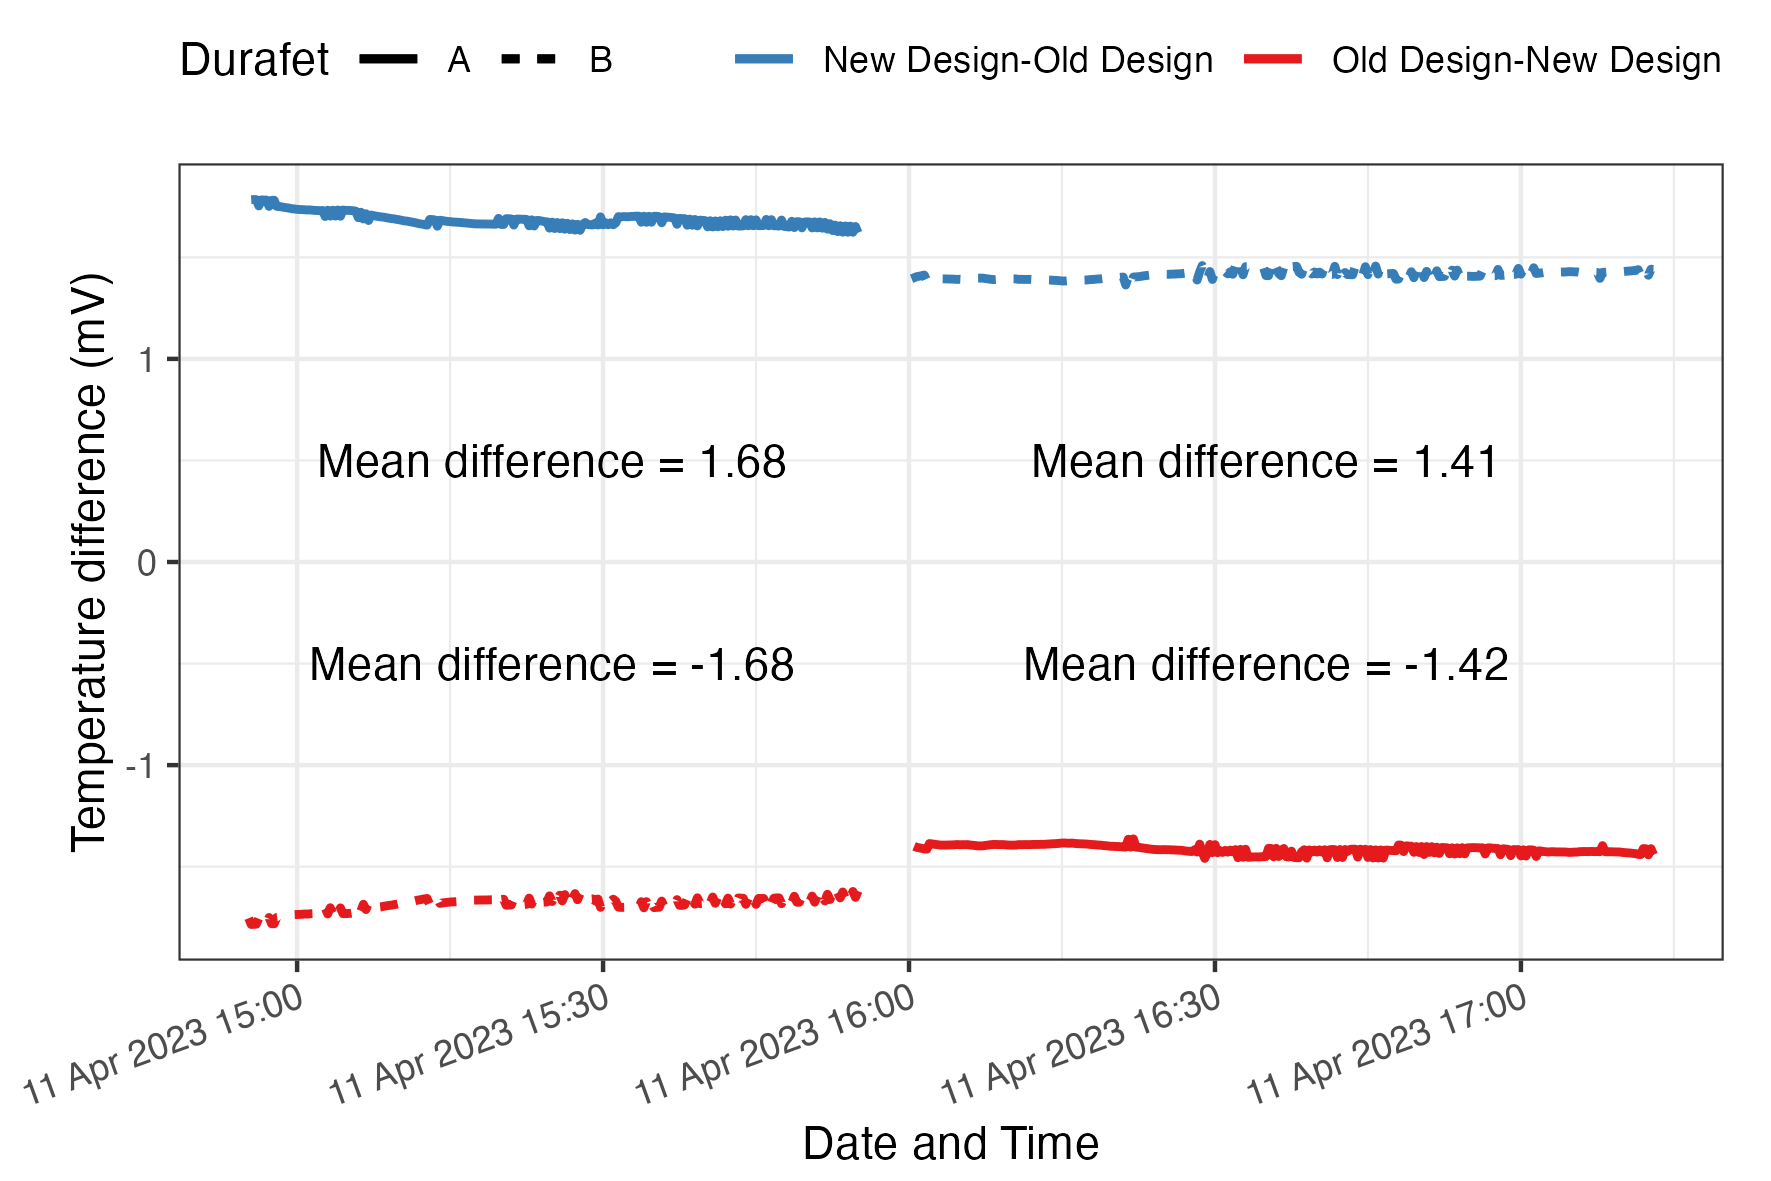 Durafet A B New Design-Old Design Old Design-New Design
Temperature difference (mV)
1
0
-1
Mean difference = 1.68
Mean difference = 1.41
Mean difference = -1.68
Mean difference = -1.42
11 Apr 2023 15:00
11 Apr 2023 15:30
11 Apr 2023 16:00
11 Apr 2023 16:30
11 Apr 2023 17:00
Date and Time